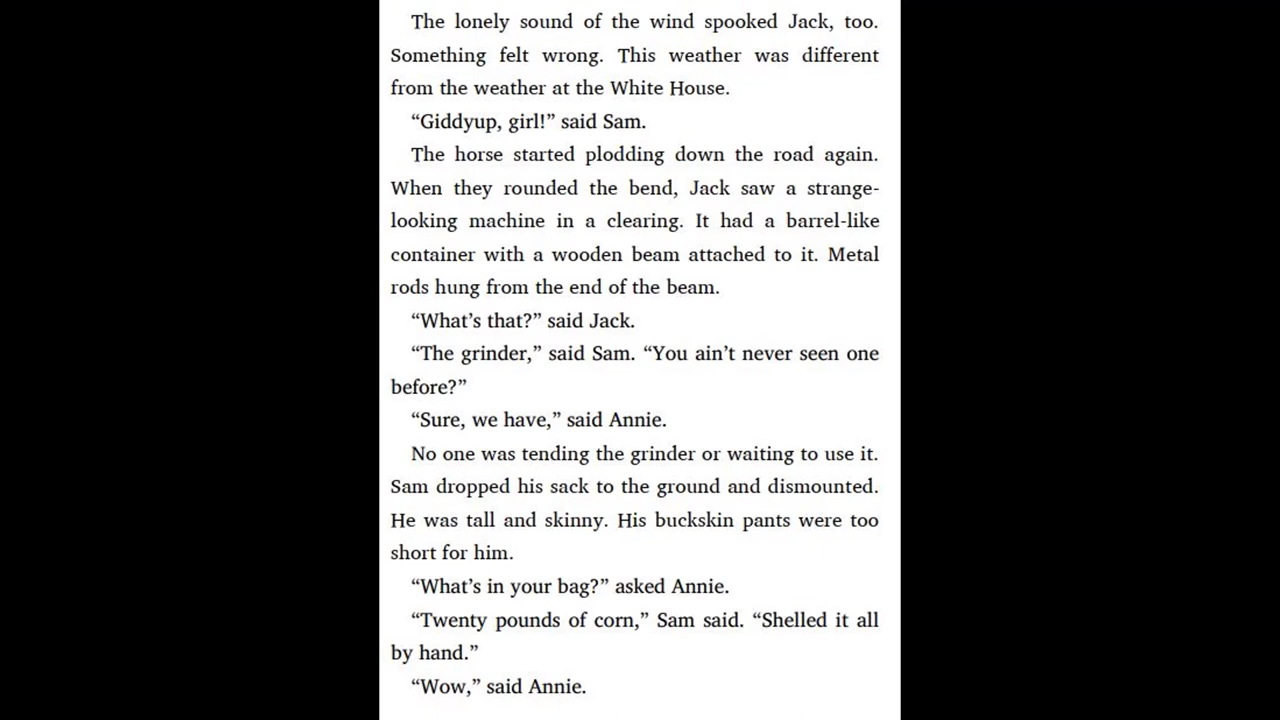 The lonely sound of the wind spooked Jack, too.
Something felt wrong. This weather was different
from the weather at the White House.
“Giddyup, girl!” said Sam.
The horse started plodding down the road again.
When they rounded the bend, Jack saw a strange-
looking machine in a clearing. It had a barrel-like
container with a wooden beam attached to it. Metal
rods hung from the end of the beam.
“What’s that?” said Jack.
“The grinder,” said Sam. “You ain’t never seen one
before?”
“Sure, we have,” said Annie.
No one was tending the grinder or waiting to use it.
Sam dropped his sack to the ground and dismounted.
He was tall and skinny. His buckskin pants were too
short for him.
“What’s in your bag?” asked Annie.
“Twenty pounds of corn,” Sam said. “Shelled it all
by hand.”
“Wow,” said Annie.